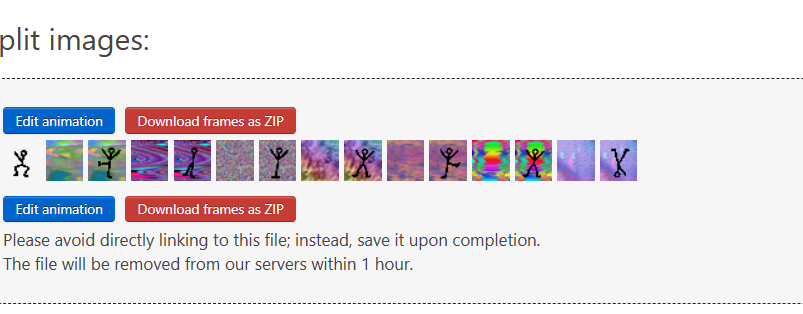 plit images:
Edit animation Download frames as ZIP
Edit animation Download frames as ZIP
Please avoid directly linking to this file; instead, save it upon completion.
The file will be removed from our servers within 1 hour.